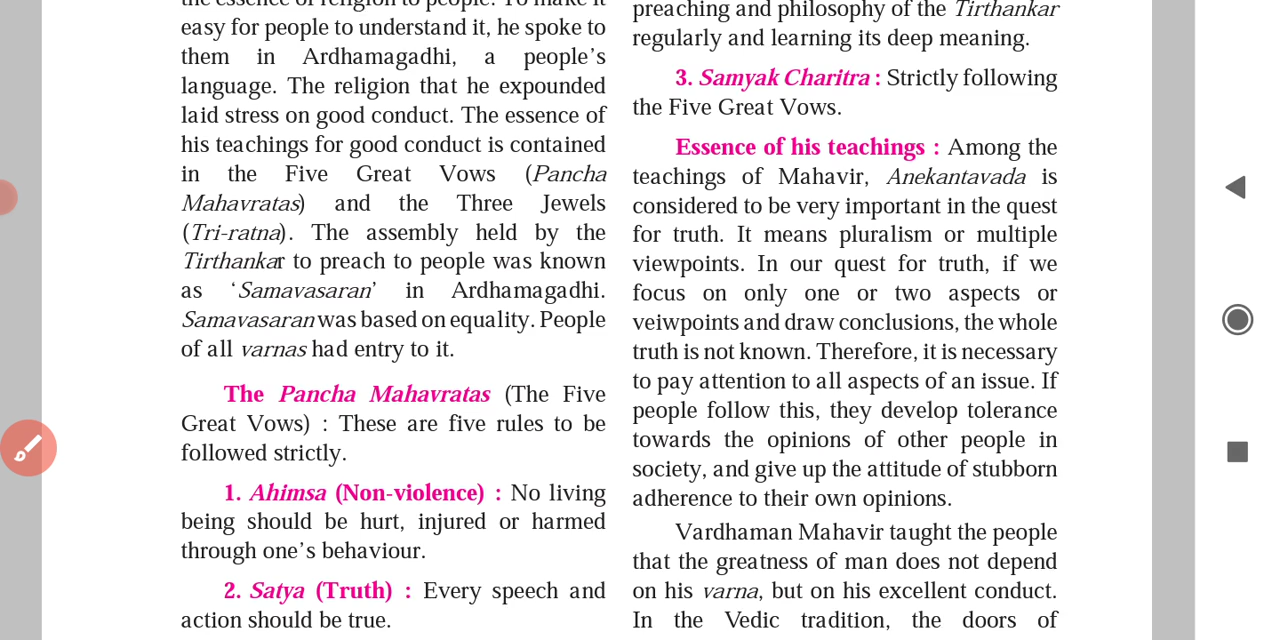 the essence of religion to people. To make it
easy for people to understand it, he spoke to
them in Ardhamagadhi, a people's
language. The religion that he expounded
laid stress on good conduct. The essence of
his teachings for good conduct is contained
in the Five Great Vows (Pancha
Mahavratas) and the Three Jewels
(Tri-ratna). The assembly held by the
Tirthankar to preach to people was known
as ‘Samavasaran’ in Ardhamagadhi.
Samavasaran was based on equality. People
of all varnas had entry to it.
The Pancha Mahavratas (The Five
Great Vows) : These are five rules to be
followed strictly.
1. Ahimsa (Non-violence) : No living
being should be hurt, injured or harmed
through one's behaviour.
2. Satya (Truth) : Every speech and
action should be true.
preaching and philosophy of the Tirthankar
regularly and learning its deep meaning.
3. Samyak Charitra : Strictly following
the Five Great Vows.
Essence of his teachings : Among the
teachings of Mahavir, Anekantavada is
considered to be very important in the quest
for truth. It means pluralism or multiple
viewpoints. In our quest for truth, if we
focus on only one or two aspects or
veiwpoints and draw conclusions, the whole
truth is not known. Therefore, it is necessary
to pay attention to all aspects of an issue. If
people follow this, they develop tolerance
towards the opinions of other people in
society, and give up the attitude of stubborn
adherence to their own opinions.
Vardhaman Mahavir taught the people
that the greatness of man does not depend
on his varna, but on his excellent conduct.
In the Vedic tradition, the doors of